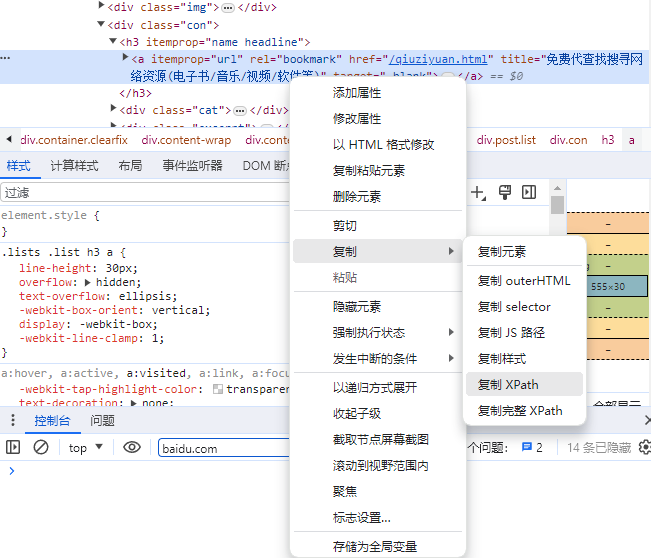 <div class="img"> </div>
<div class="con">
<h3 itemprop="name headline">
<a itemprop="url" rel="bookmark" href="/qiuziyuan.html" title="免费代查找搜寻网
络资源(电子书/音乐/视频/软件等)" target="_blank"> </a> == $0
</h3>
<div class="cat"> </div>
div.container.clearfix div.content-wrap div.conte div.post.list div.con h3 a
样式 计算样式 布局 事件监听器 DOM 断点
过滤
element.style {
}
.lists .list h3 a {
line-height: 30px;
overflow: hidden;
text-overflow: ellipsis;
-webkit-box-orient: vertical;
display: -webkit-box;
-webkit-line-clamp: 1;
}
a:hover, a:active, a:visited, a:link, a:focu
-webkit-tap-highlight-color: transparen
text-decoration: none;
添加属性
修改属性
以 HTML 格式修改
复制粘贴元素
删除元素
剪切
复制
粘贴
隐藏元素
强制执行状态
发生中断的条件
以递归方式展开
收起子级
截取节点屏幕截图
滚动到视野范围内
聚焦
标志设置...
存储为全局变量
复制元素
复制 outerHTML
复制 selector
复制 JS 路径
复制样式
复制 XPath
复制完整 XPath
555×30
全部显示
控制台 问题
top baidu.com 个问题: 2 14 条已隐藏